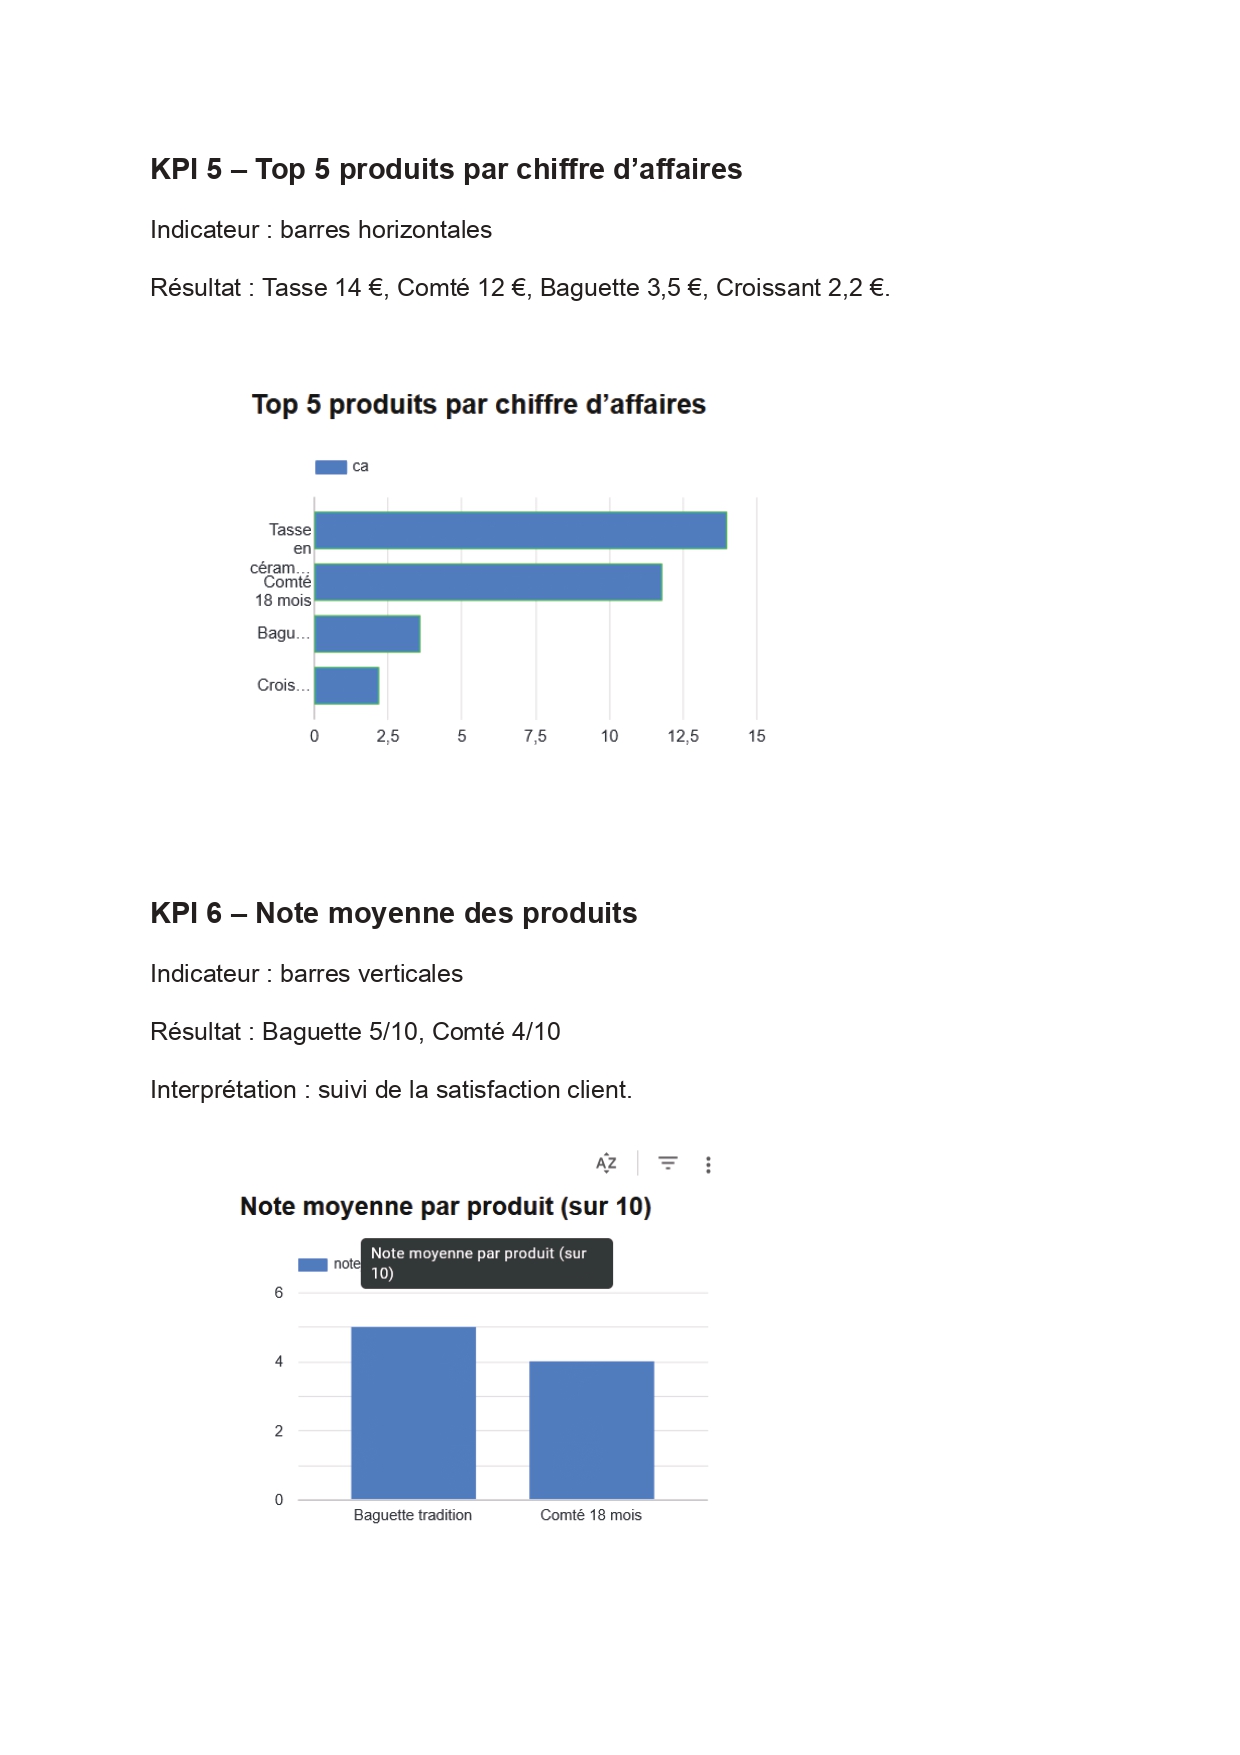 KPI 5 – Top 5 produits par chiffre d’affaires
Indicateur : barres horizontales
Résultat : Tasse 14 €, Comté 12 €, Baguette 3,5 €, Croissant 2,2 €.
Top 5 produits par chiffre d’affaires
ca
Tasse
en
céram…
Comté
18 mois
Bagu…
Crois…
0 2,5 5 7,5 10 12,5 15
KPI 6 – Note moyenne des produits
Indicateur : barres verticales
Résultat : Baguette 5/10, Comté 4/10
Interprétation : suivi de la satisfaction client.
AZ
Note moyenne par produit (sur 10)
note
Note moyenne par produit (sur
10)
6
4
2
0
Baguette tradition Comté 18 mois